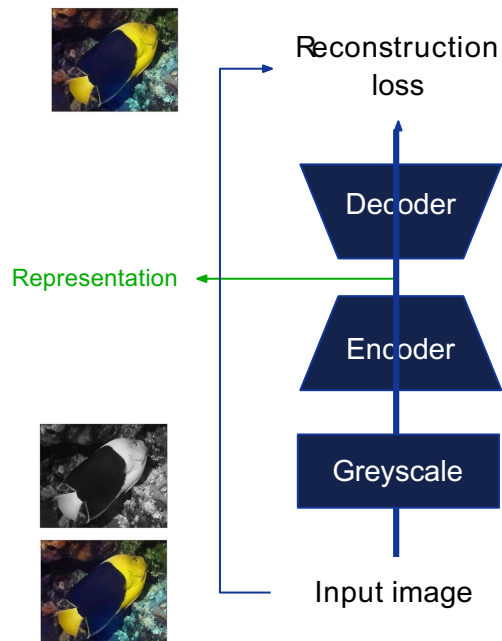 Reconstruction
loss
Decoder
Representation
Encoder
Greyscale
Input image